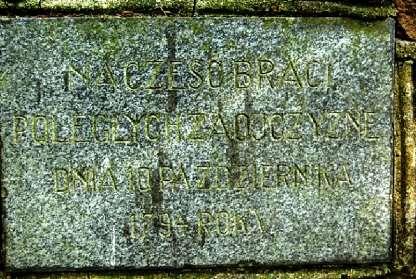 NA CZEŚĆ BRACI
POLEGŁYCH ZA OJCZYZNĘ
DNIA 10 PAŹDZIERNIKA
1794 ROKU